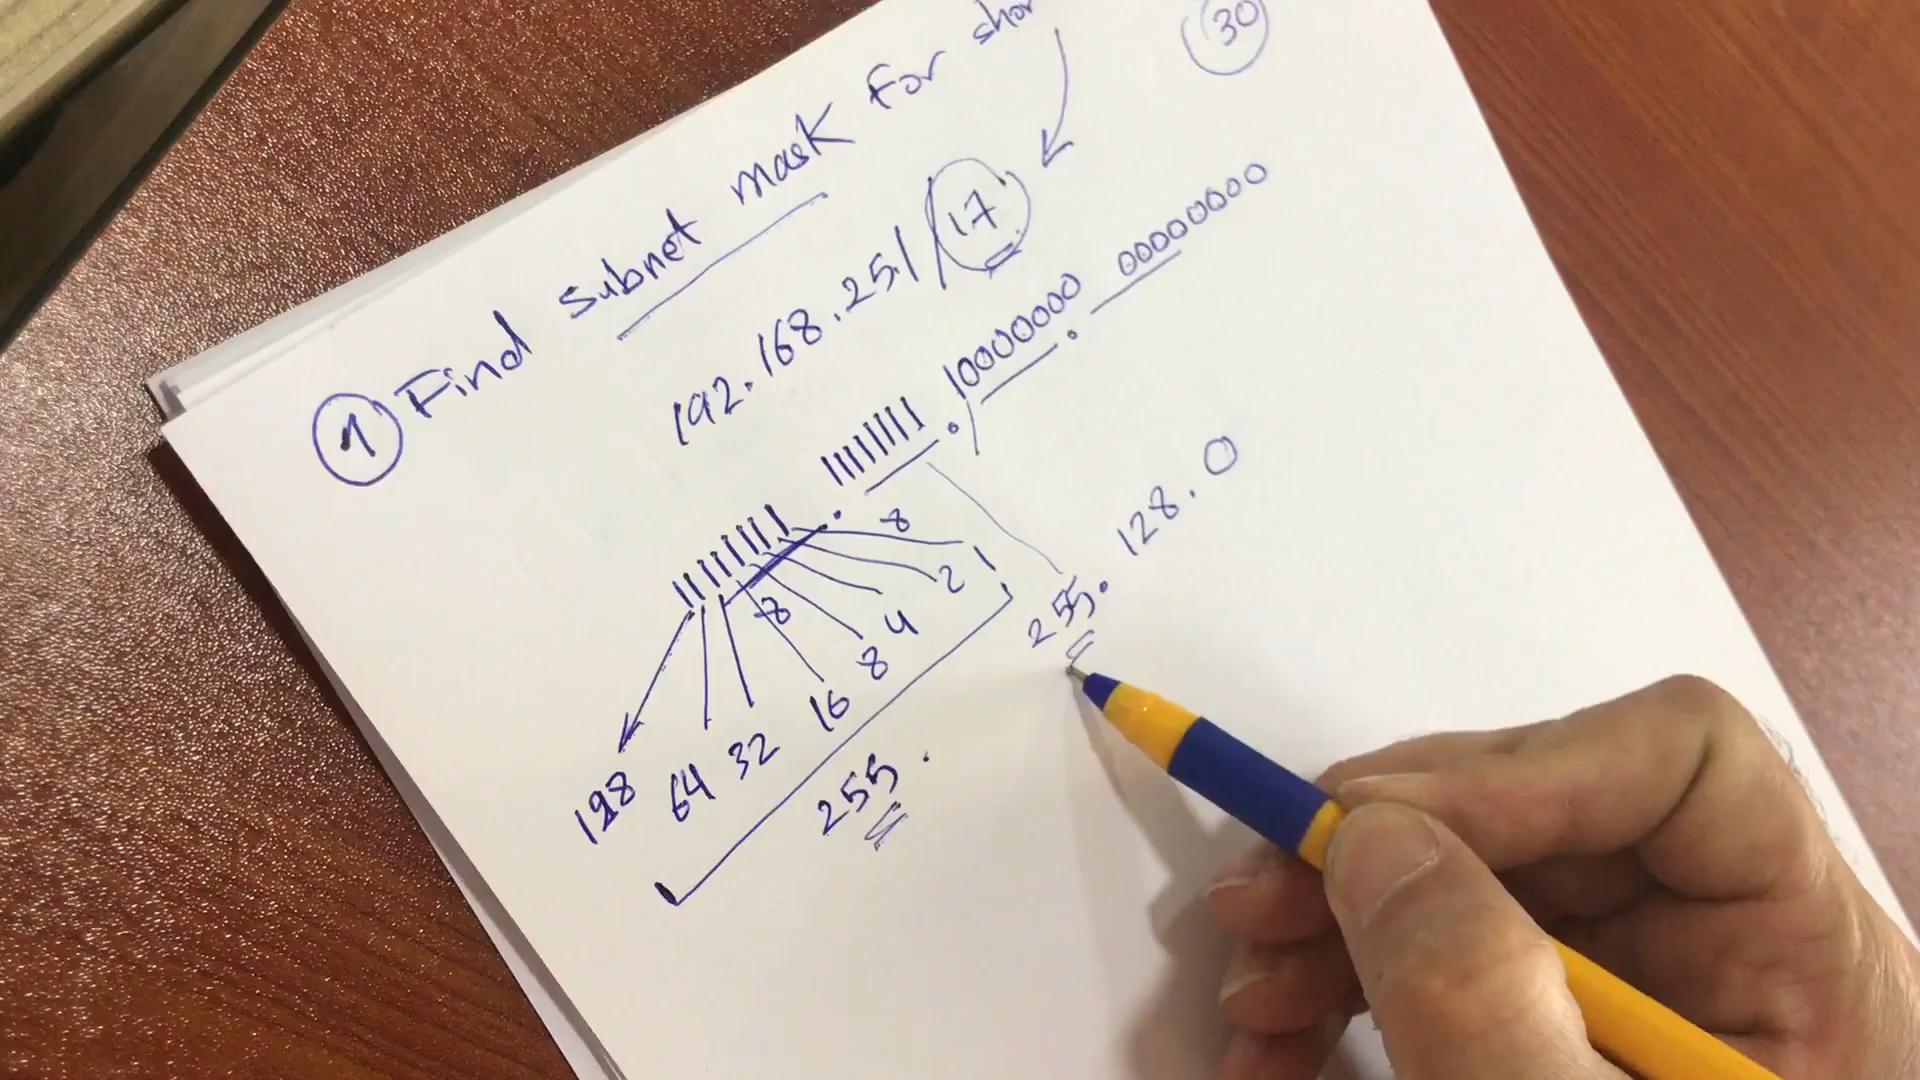 30
1 Find subnet mask for shor
192.168.251/17
11111111.11111111.10000000.00000000
8 8
128 64 32 16 8 4 2 1
255. 255. 128. 0